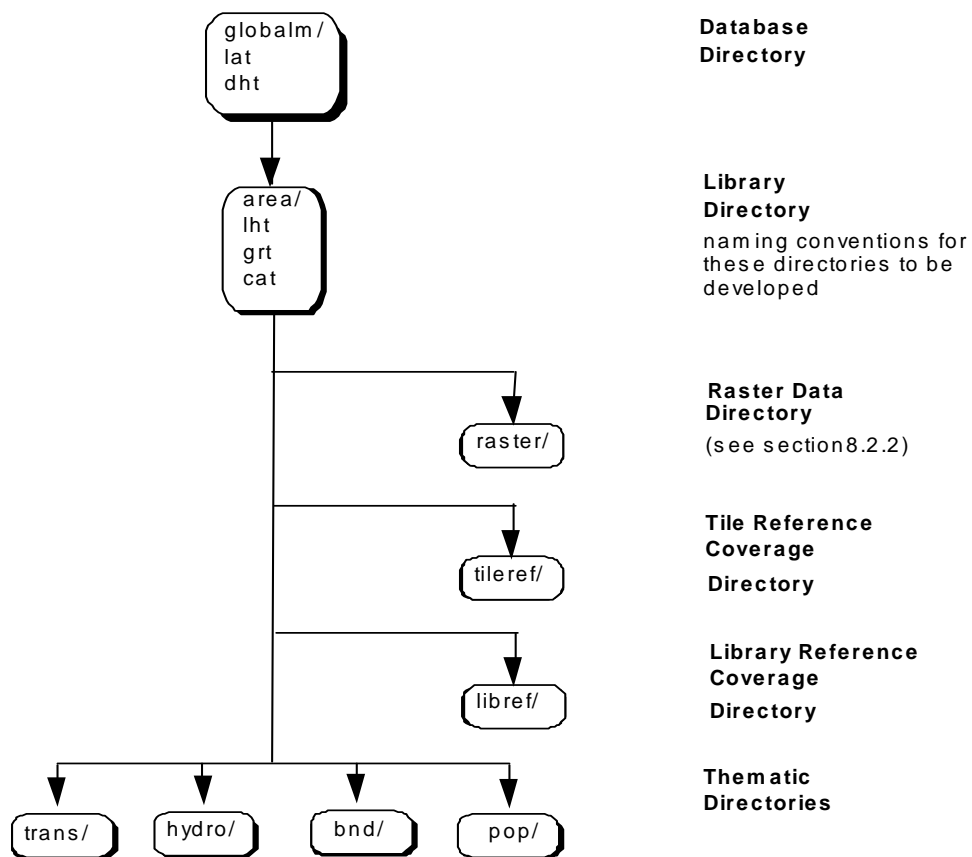 globalm/
lat
dht
Database
Directory
area/
lht
grt
cat
Library
Directory
naming conventions for
these directories to be
developed
raster/
Raster Data
Directory
(see section8.2.2)
tileref/
Tile Reference
Coverage
Directory
libref/
Library Reference
Coverage
Directory
trans/
hydro/
bnd/
pop/
Thematic
Directories